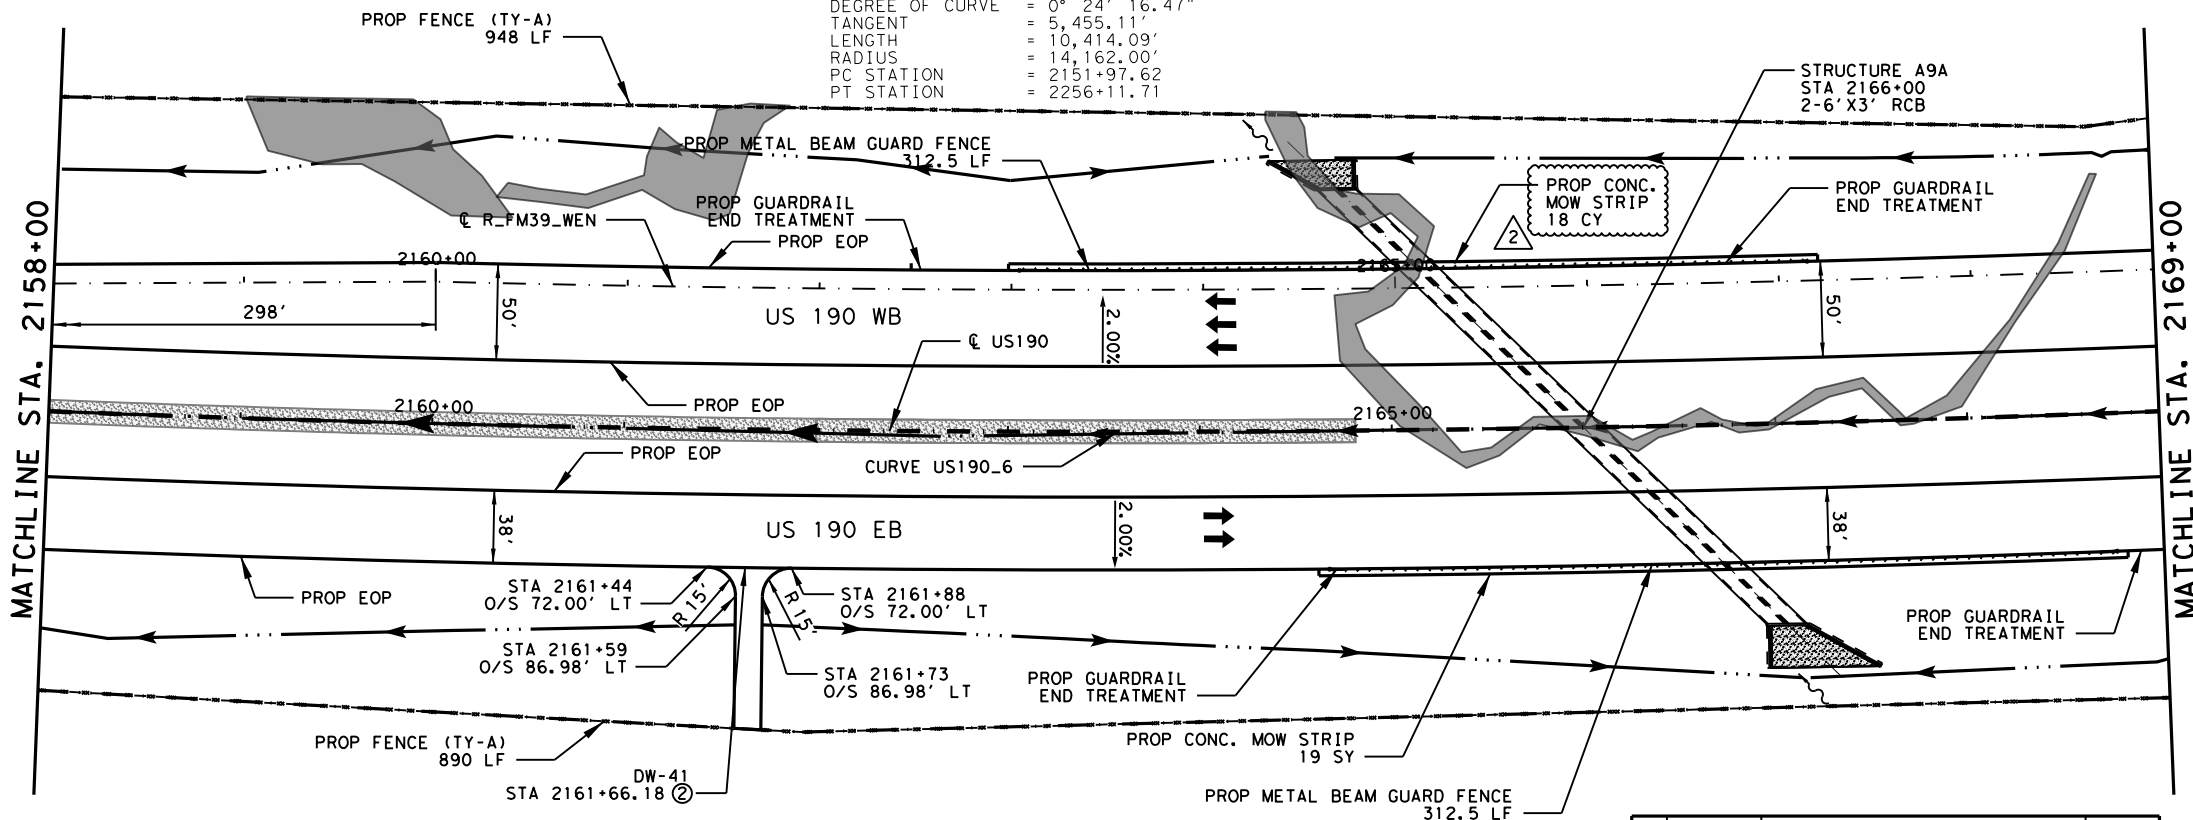 DEGREE OF CURVE = 0° 24' 16.47"
TANGENT = 5,455.11'
LENGTH = 10,414.09'
RADIUS = 14,162.00'
PC STATION = 2151+97.62
PT STATION = 2256+11.71
PROP FENCE (TY-A)
948 LF
STRUCTURE A9A
STA 2166+00
2-6'X3' RCB
PROP METAL BEAM GUARD FENCE
312.5 LF
PROP CONC.
MOW STRIP
18 CY
2
PROP GUARDRAIL
END TREATMENT
PROP GUARDRAIL
END TREATMENT
℄ R_FM39_WEN
PROP EOP
2160+00
2165+00
MATCHLINE STA. 2158+00
MATCHLINE STA. 2169+00
298'
50'
US 190 WB
2.00%
50'
℄ US190
PROP EOP
2160+00
2165+00
PROP EOP
CURVE US190_6
38'
US 190 EB
2.00%
38'
PROP EOP
STA 2161+44
O/S 72.00' LT
R 15'
R 15'
STA 2161+88
O/S 72.00' LT
STA 2161+59
O/S 86.98' LT
STA 2161+73
O/S 86.98' LT
PROP GUARDRAIL
END TREATMENT
PROP GUARDRAIL
END TREATMENT
PROP FENCE (TY-A)
890 LF
PROP CONC. MOW STRIP
19 SY
DW-41
STA 2161+66.18 2
PROP METAL BEAM GUARD FENCE
312.5 LF